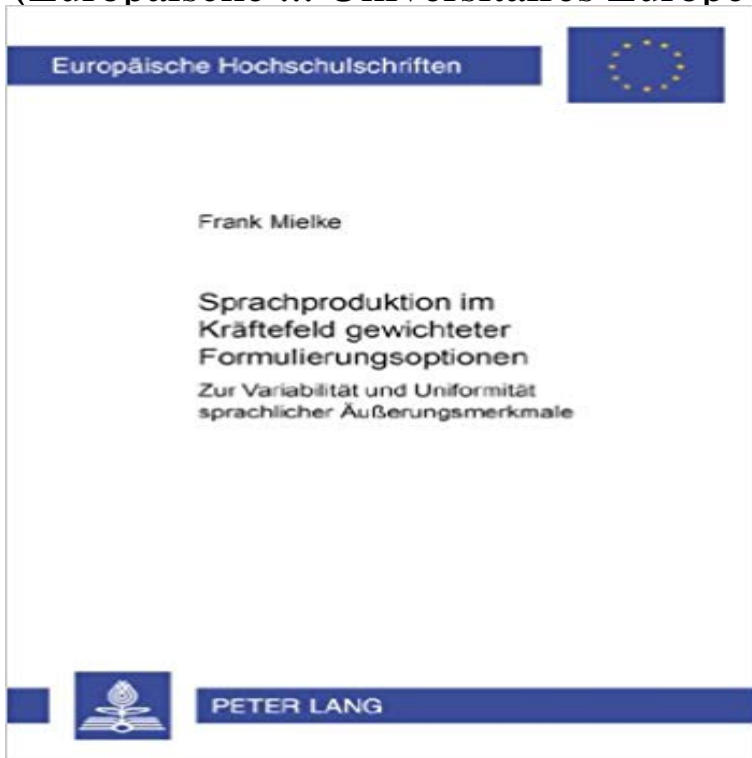 Europäische Hochschulschriften
Frank Mielke
Sprachproduktion im
Kräftefeld gewichteter
Formulierungsoptionen
Zur Variabilität und Uniformität
sprachlicher Äußerungsmerkmale
PETER LANG